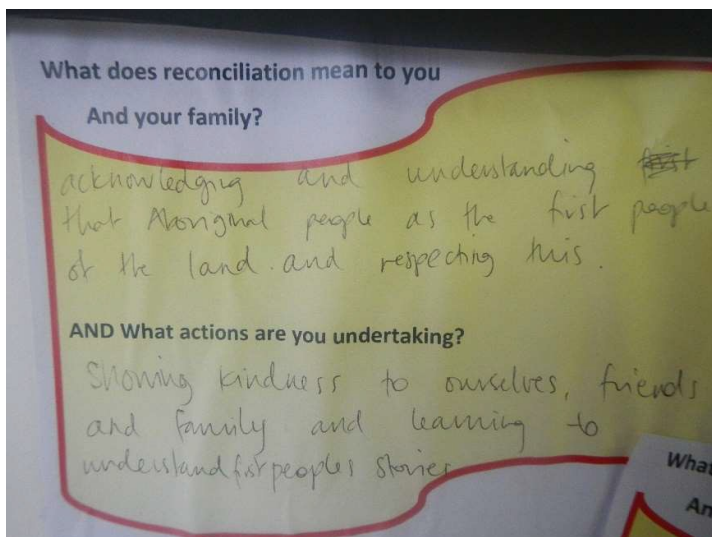 What does reconciliation mean to you
And your family?
acknowledging and understanding
that Aboriginal people as the first people
of the land. and respecting this.
AND What actions are you undertaking?
Showing kindness to ourselves, friends
and family and learning to
understand first peoples stories
What
An